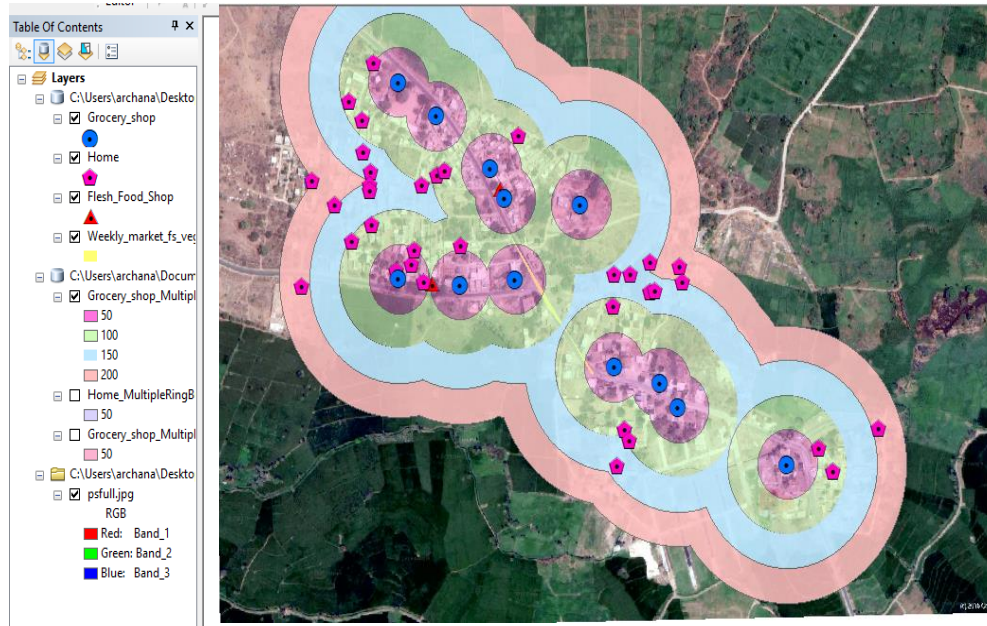 Editor
Table Of Contents
Layers
C:\Users\archana\Deskto
Grocery_shop
Home
Flesh_Food_Shop
Weekly_market_fs_veg
C:\Users\archana\Docum
Grocery_shop_Multipl
50
100
150
200
Home_MultipleRingB
50
Grocery_shop_Multipl
50
C:\Users\archana\Deskto
psfull.jpg
RGB
Red: Band_1
Green: Band_2
Blue: Band_3